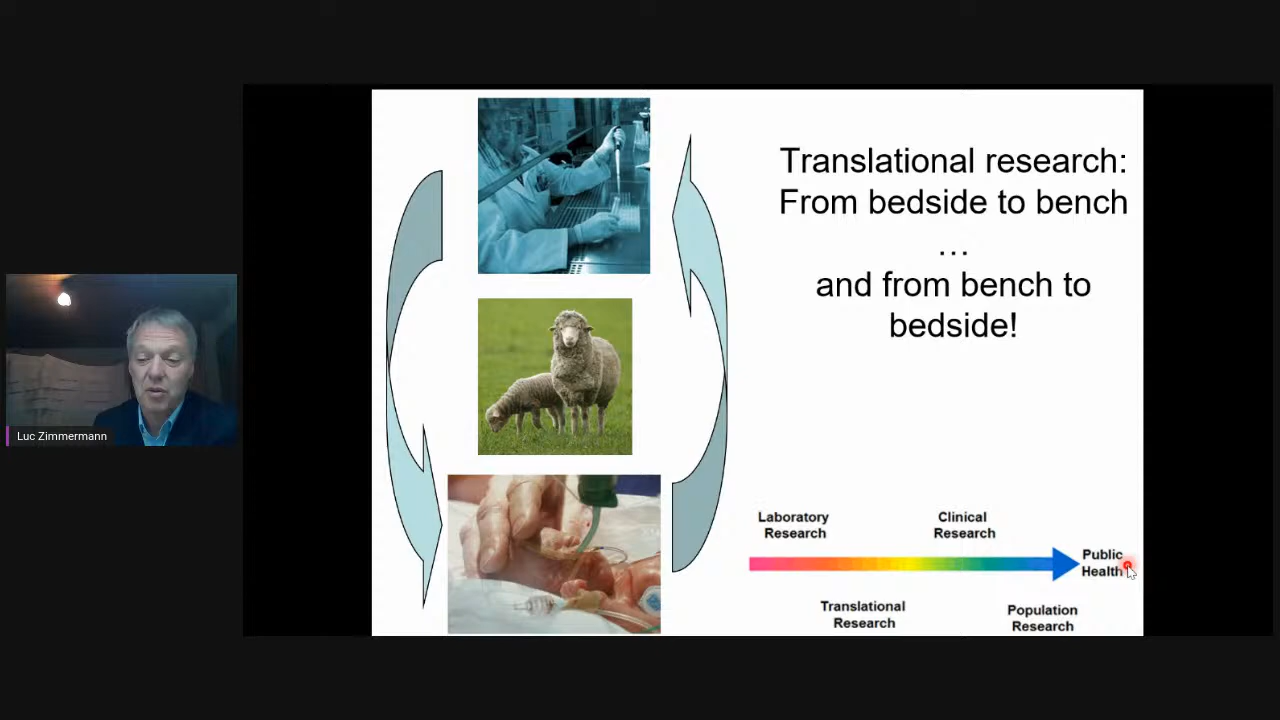 Translational research:
From bedside to bench
…
and from bench to
bedside!
Luc Zimmermann
Laboratory
Research
Clinical
Research
Public
Health
Translational
Research
Population
Research